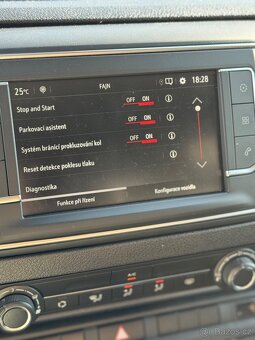 25°C FAJN 18:28
Stop and Start OFF ON
Parkovací asistent OFF ON
Systém bránící prokluzování kol OFF ON
Reset detekce poklesu tlaku
Diagnostika
Funkce při řízení Konfigurace vozidla
A/C